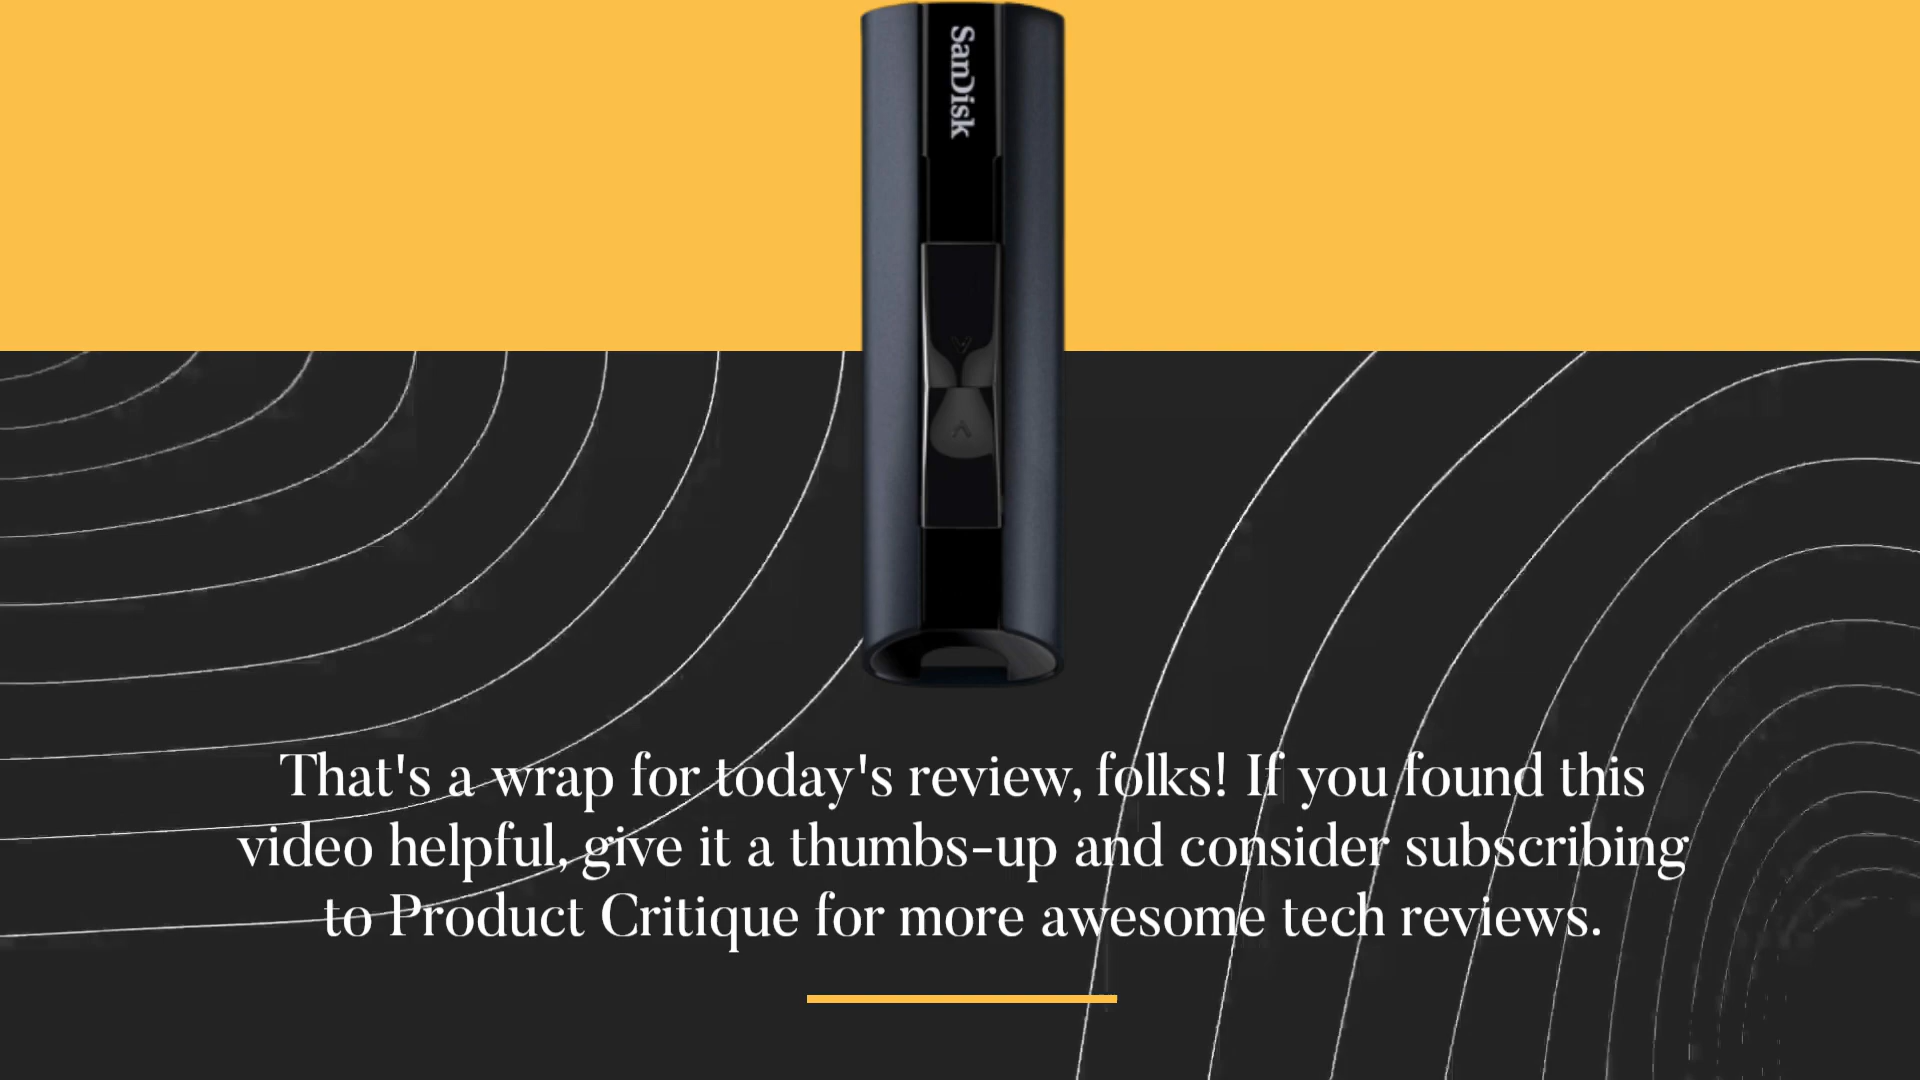 SanDisk
That's a wrap for today's review, folks! If you found this
video helpful, give it a thumbs-up and consider subscribing
to Product Critique for more awesome tech reviews.